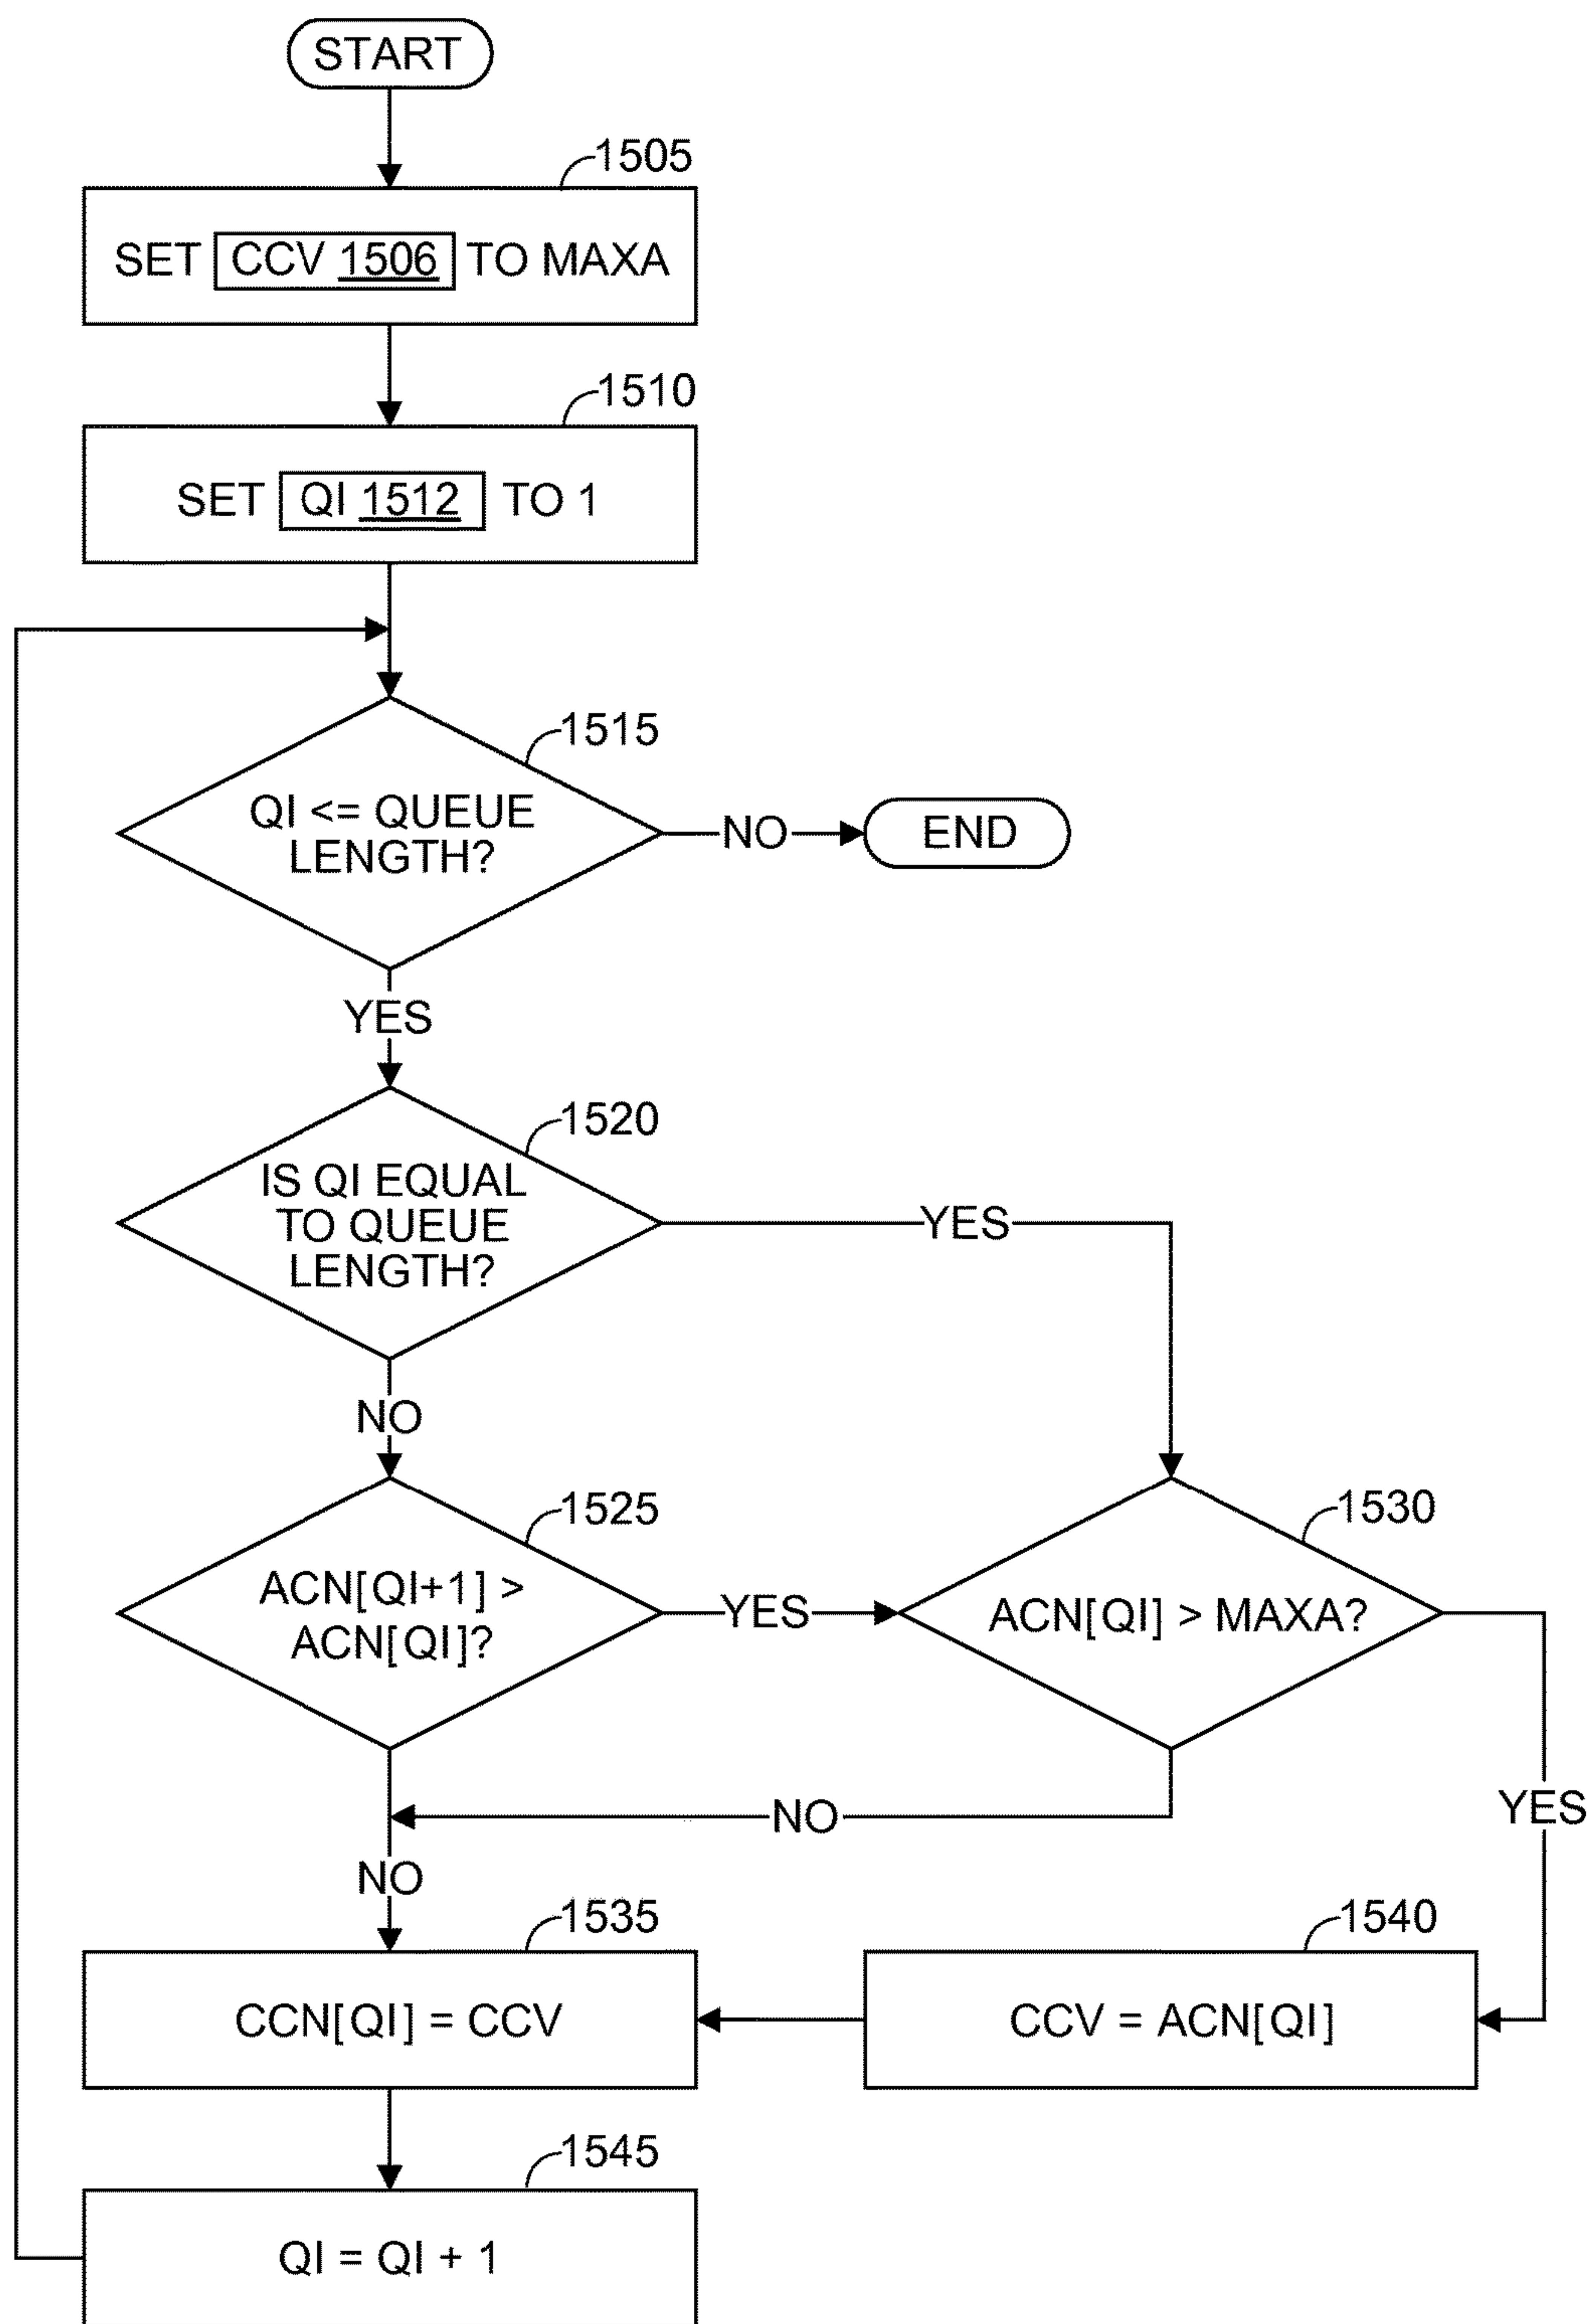 START
1505
SET CCV 1506 TO MAXA
1510
SET QI 1512 TO 1
1515
QI <= QUEUE
LENGTH?
NO
END
YES
1520
IS QI EQUAL
TO QUEUE
LENGTH?
YES
NO
1525
ACN[QI+1] >
ACN[QI]?
YES
1530
ACN[QI] > MAXA?
YES
NO
NO
1535
CCN[QI] = CCV
1540
CCV = ACN[QI]
1545
QI = QI + 1